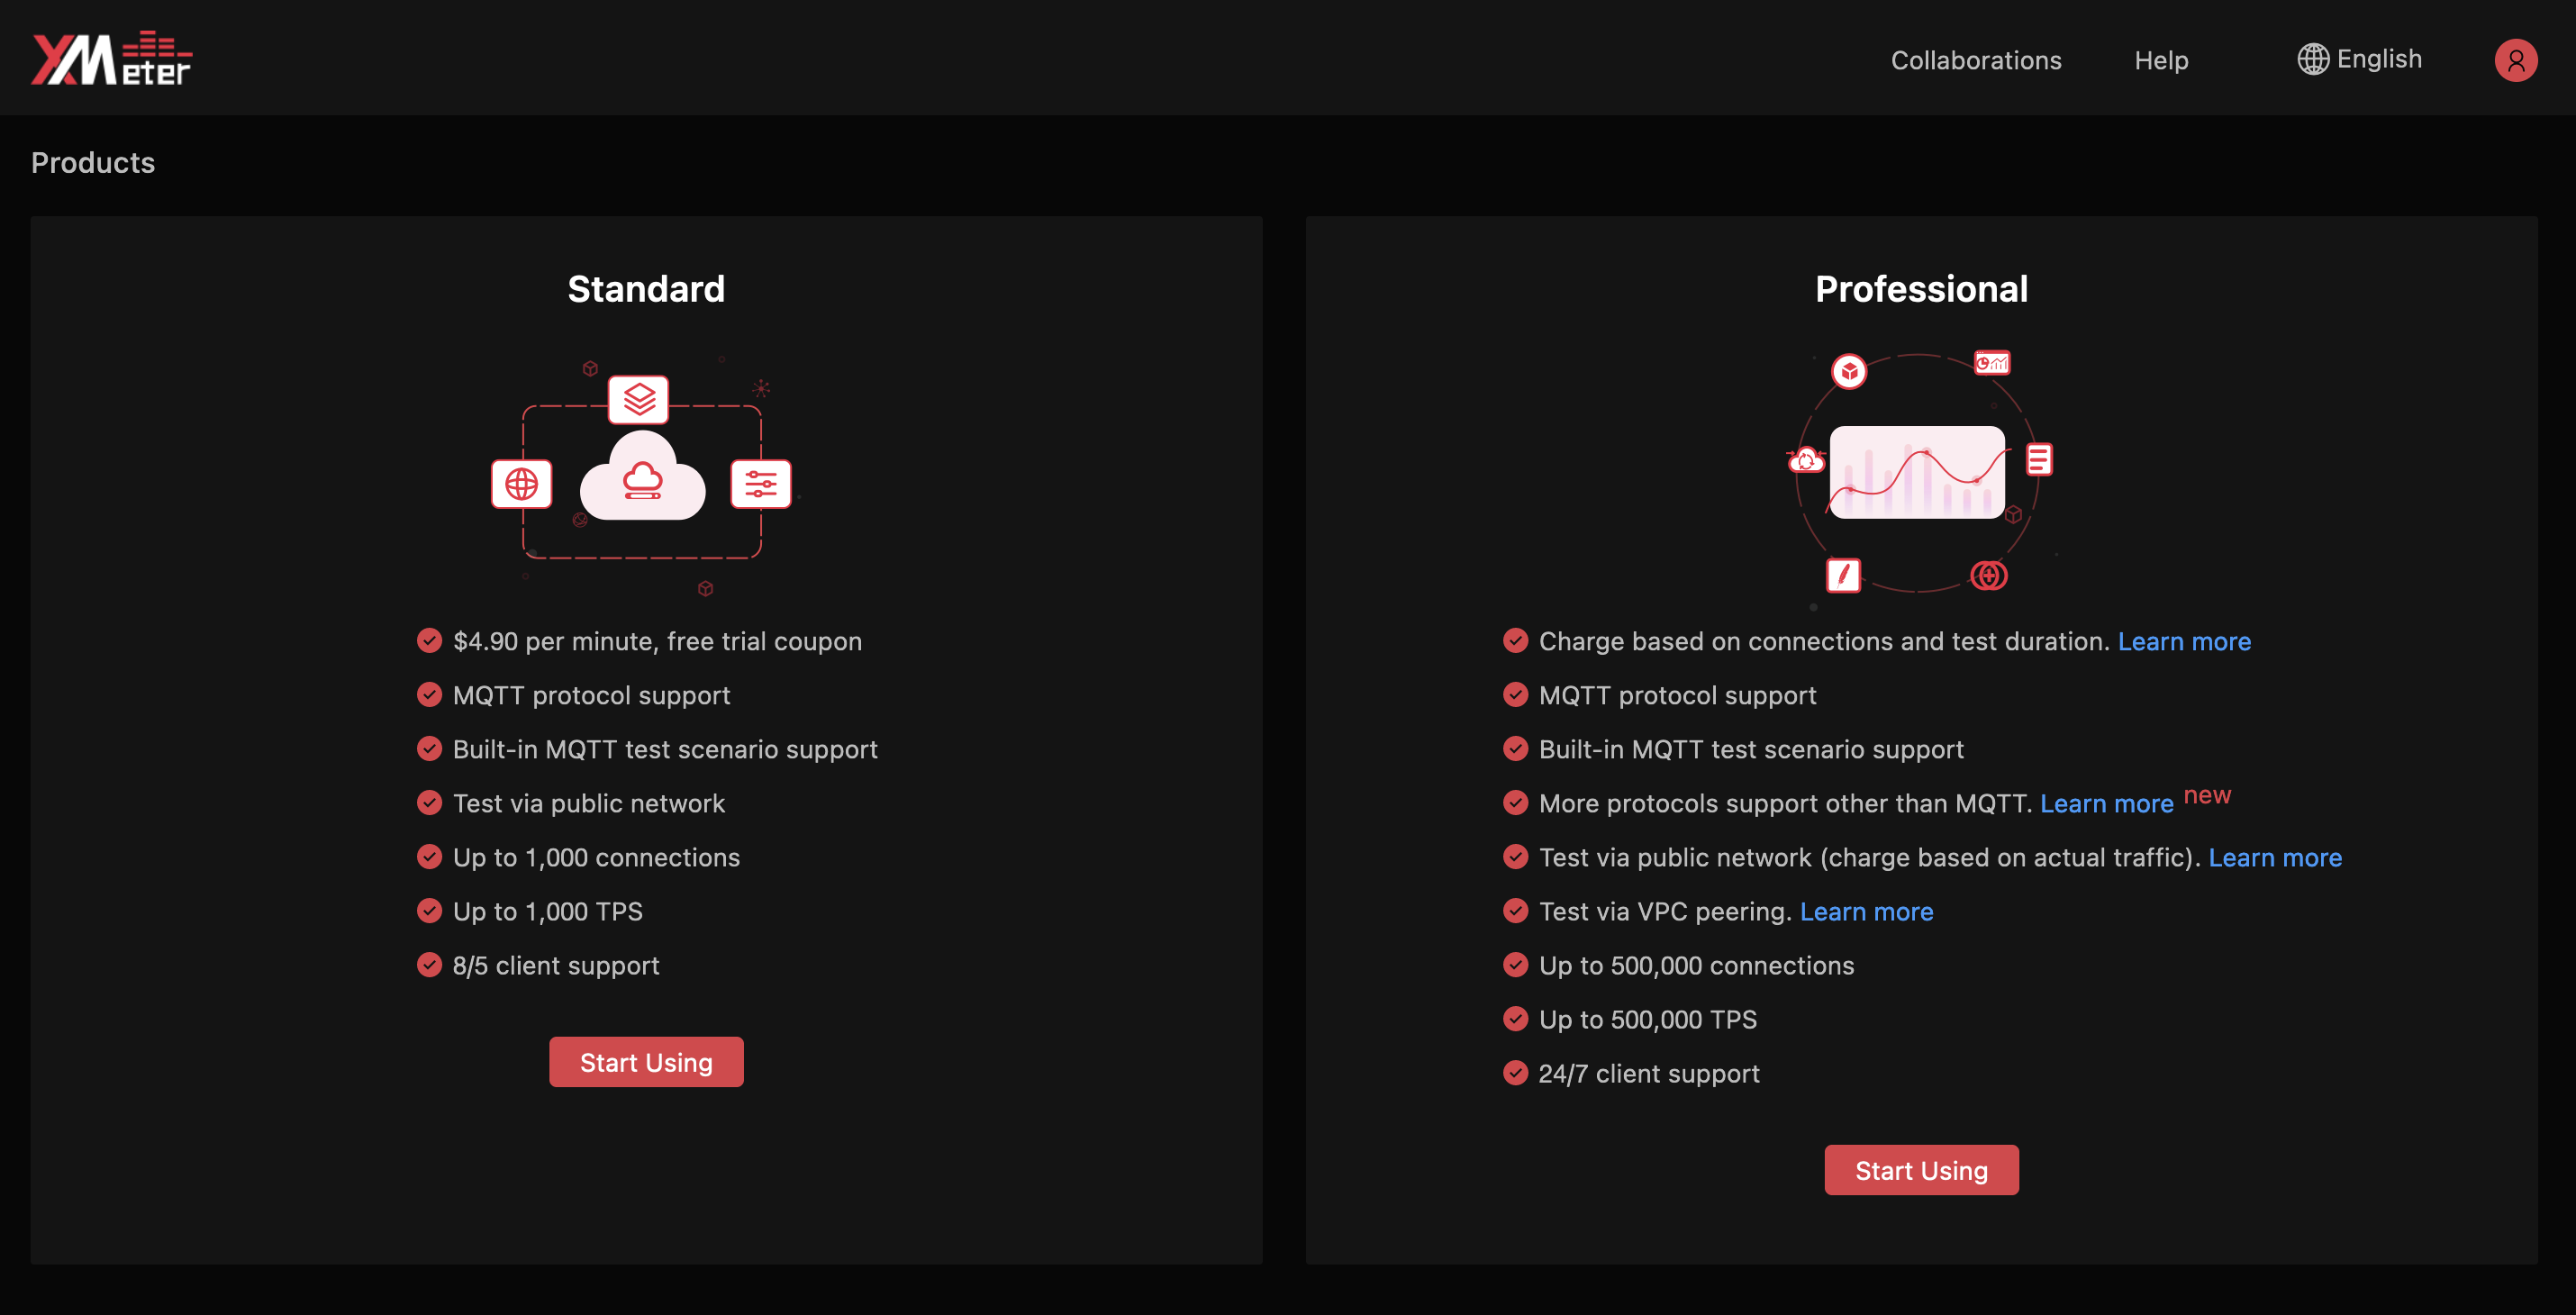 XMeter
Collaborations
Help
English
Products
Standard
$4.90 per minute, free trial coupon
MQTT protocol support
Built-in MQTT test scenario support
Test via public network
Up to 1,000 connections
Up to 1,000 TPS
8/5 client support
Start Using
Professional
Charge based on connections and test duration. Learn more
MQTT protocol support
Built-in MQTT test scenario support
More protocols support other than MQTT. Learn more new
Test via public network (charge based on actual traffic). Learn more
Test via VPC peering. Learn more
Up to 500,000 connections
Up to 500,000 TPS
24/7 client support
Start Using